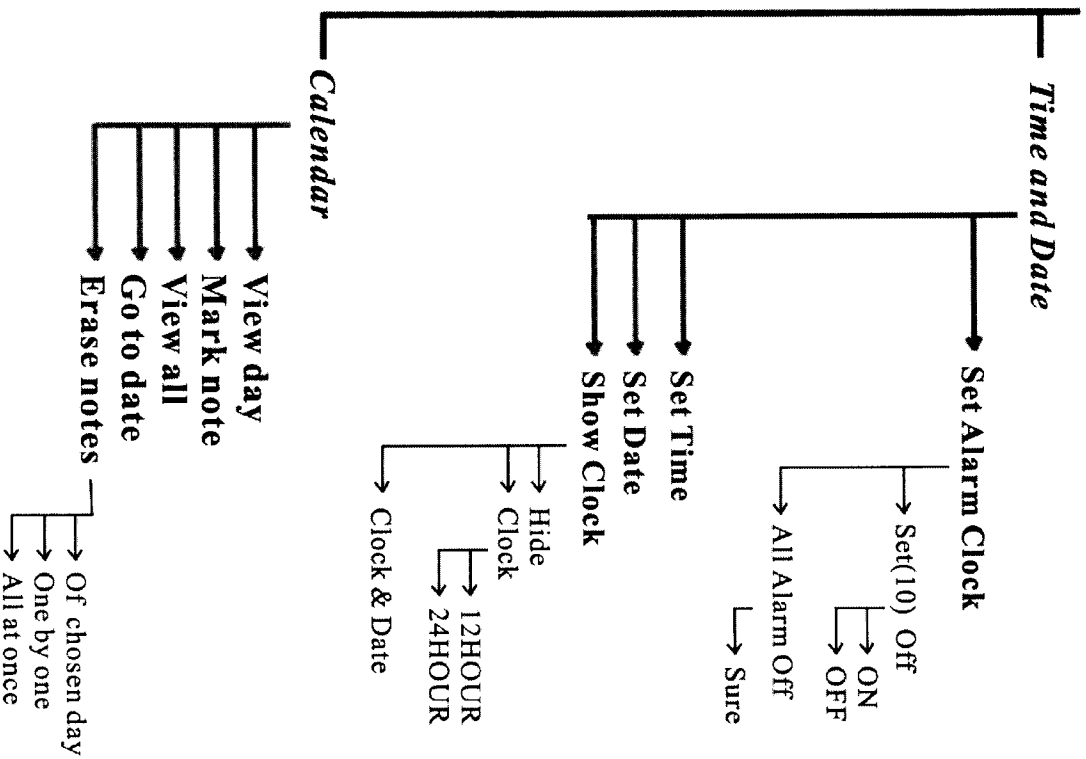 Time and Date
Set Alarm Clock
Set(10) Off
ON
OFF
All Alarm Off
Sure
Set Time
Set Date
Show Clock
Hide
Clock
12HOUR
24HOUR
Clock & Date
Calendar
View day
Mark note
View all
Go to date
Erase notes
Of chosen day
One by one
All at once